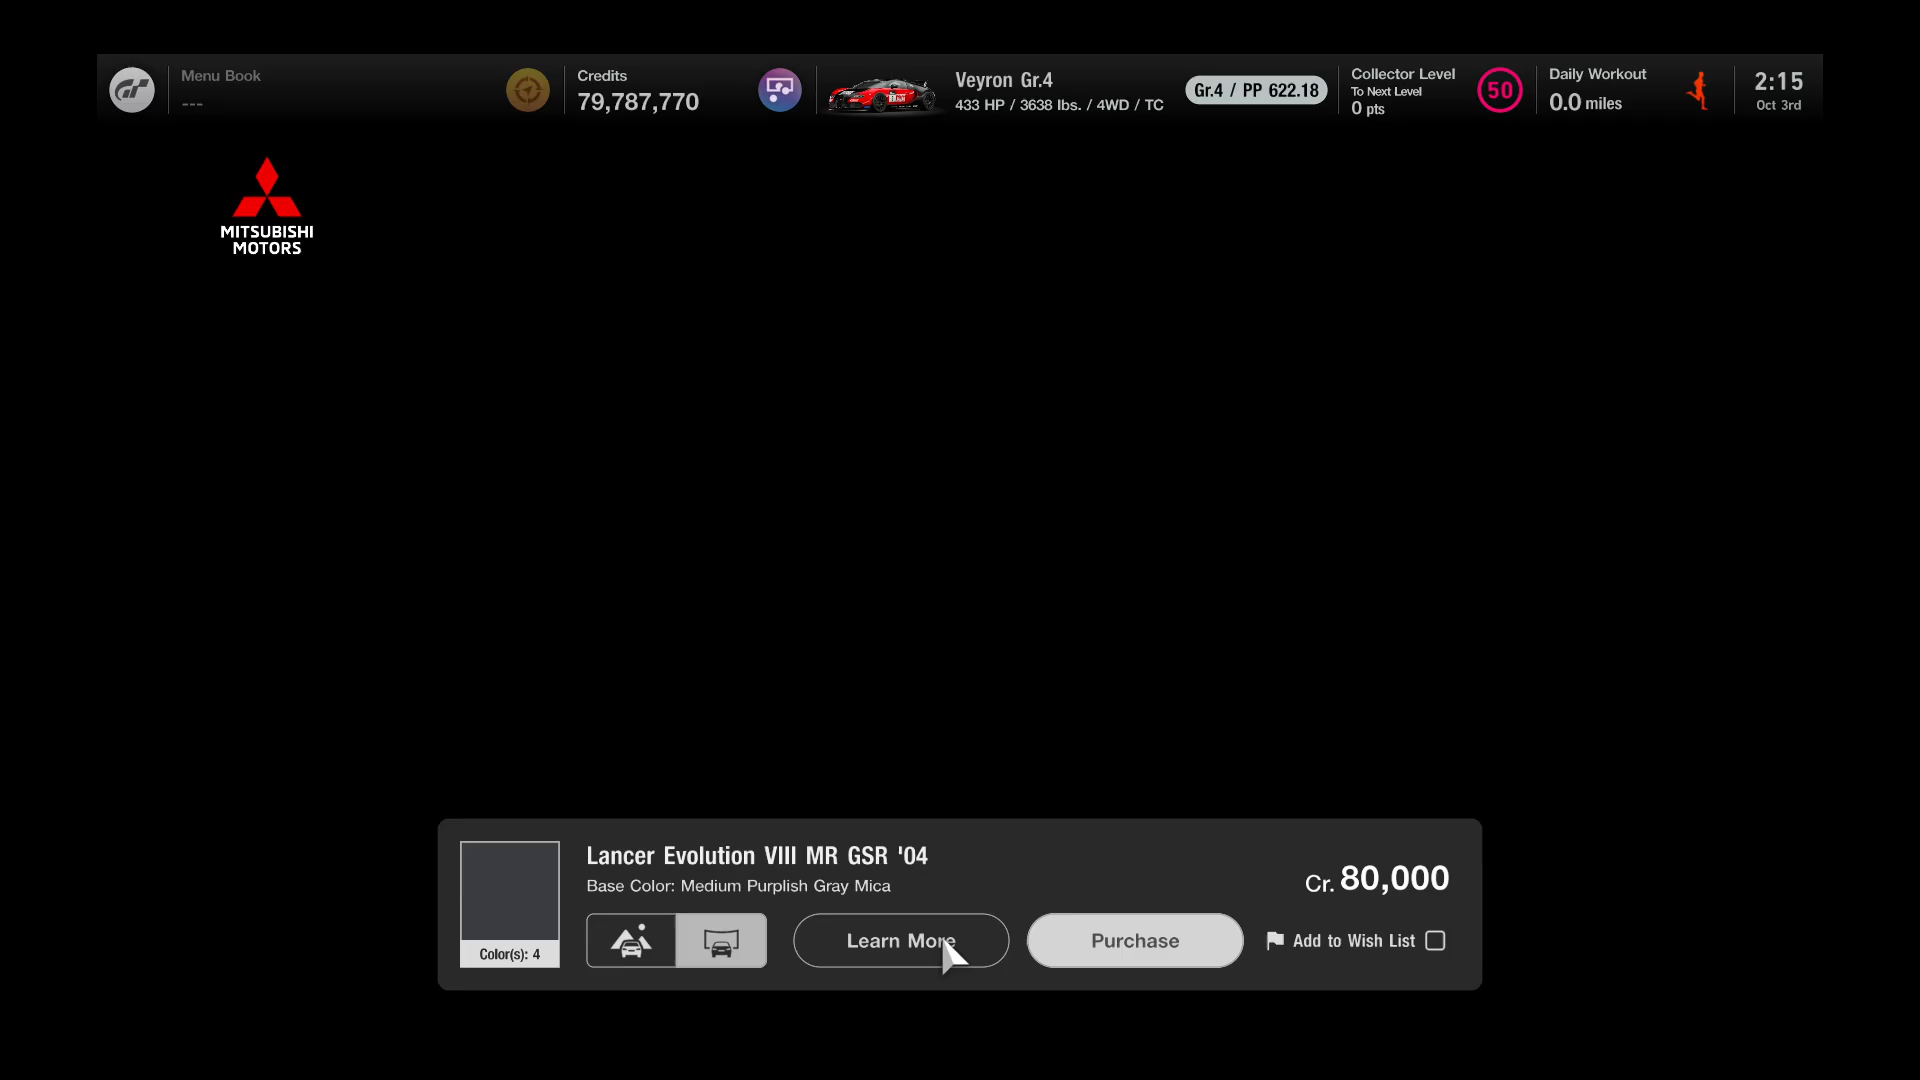 Menu Book
---
Credits
79,787,770
Veyron Gr.4
433 HP / 3638 lbs. / 4WD / TC
Gr.4 / PP 622.18
Collector Level
To Next Level
0 pts
50
Daily Workout
0.0 miles
2:15
Oct 3rd
MITSUBISHI
MOTORS
Lancer Evolution VIII MR GSR '04
Base Color: Medium Purplish Gray Mica
Cr. 80,000
Color(s): 4
Learn More
Purchase
Add to Wish List